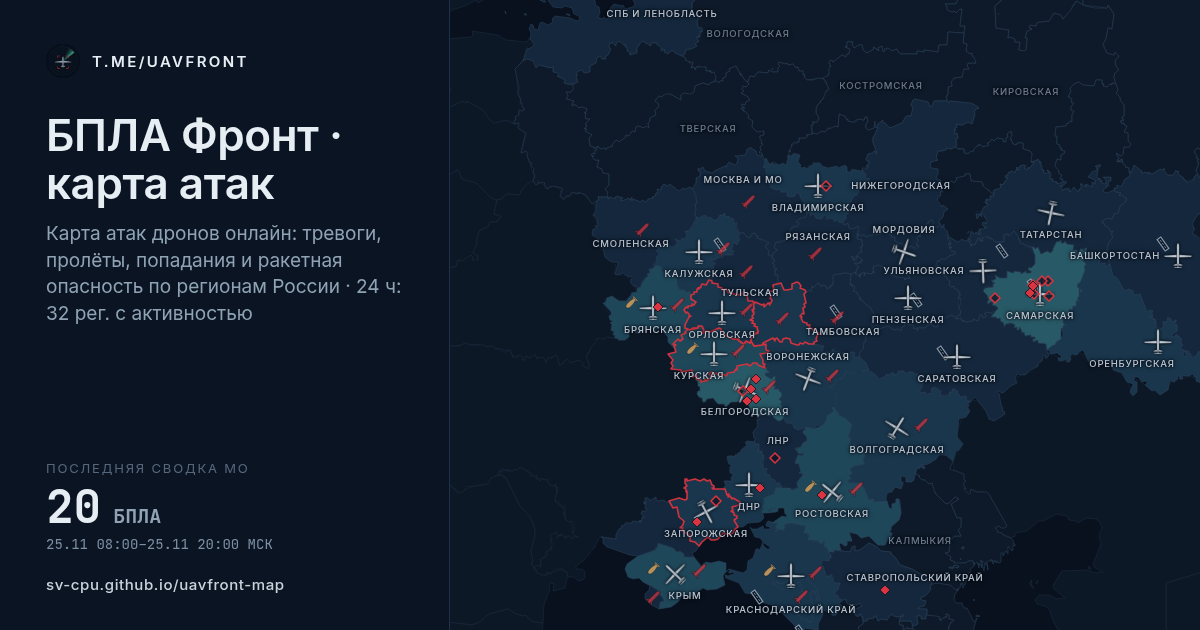 T.ME/UAVFRONT
БПЛА Фронт ·
карта атак
Карта атак дронов онлайн: тревоги,
пролёты, попадания и ракетная
опасность по регионам России · 24 ч:
32 рег. с активностью
ПОСЛЕДНЯЯ СВОДКА МО
20 БПЛА
25.11 08:00–25.11 20:00 МСК
sv-cpu.github.io/uavfront-map
СПБ И ЛЕНОБЛАСТЬ
ВОЛОГОДСКАЯ
КОСТРОМСКАЯ
КИРОВСКАЯ
ТВЕРСКАЯ
МОСКВА И МО
НИЖЕГОРОДСКАЯ
ВЛАДИМИРСКАЯ
СМОЛЕНСКАЯ
РЯЗАНСКАЯ
МОРДОВИЯ
ТАТАРСТАН
БАШКОРТОСТАН
КАЛУЖСКАЯ
УЛЬЯНОВСКАЯ
ТУЛЬСКАЯ
САМАРСКАЯ
ПЕНЗЕНСКАЯ
БРЯНСКАЯ
ОРЛОВСКАЯ
ТАМБОВСКАЯ
ВОРОНЕЖСКАЯ
ОРЕНБУРГСКАЯ
КУРСКАЯ
САРАТОВСКАЯ
БЕЛГОРОДСКАЯ
ЛНР
ВОЛГОГРАДСКАЯ
ДНР
РОСТОВСКАЯ
ЗАПОРОЖСКАЯ
КАЛМЫКИЯ
СТАВРОПОЛЬСКИЙ КРАЙ
КРЫМ
КРАСНОДАРСКИЙ КРАЙ